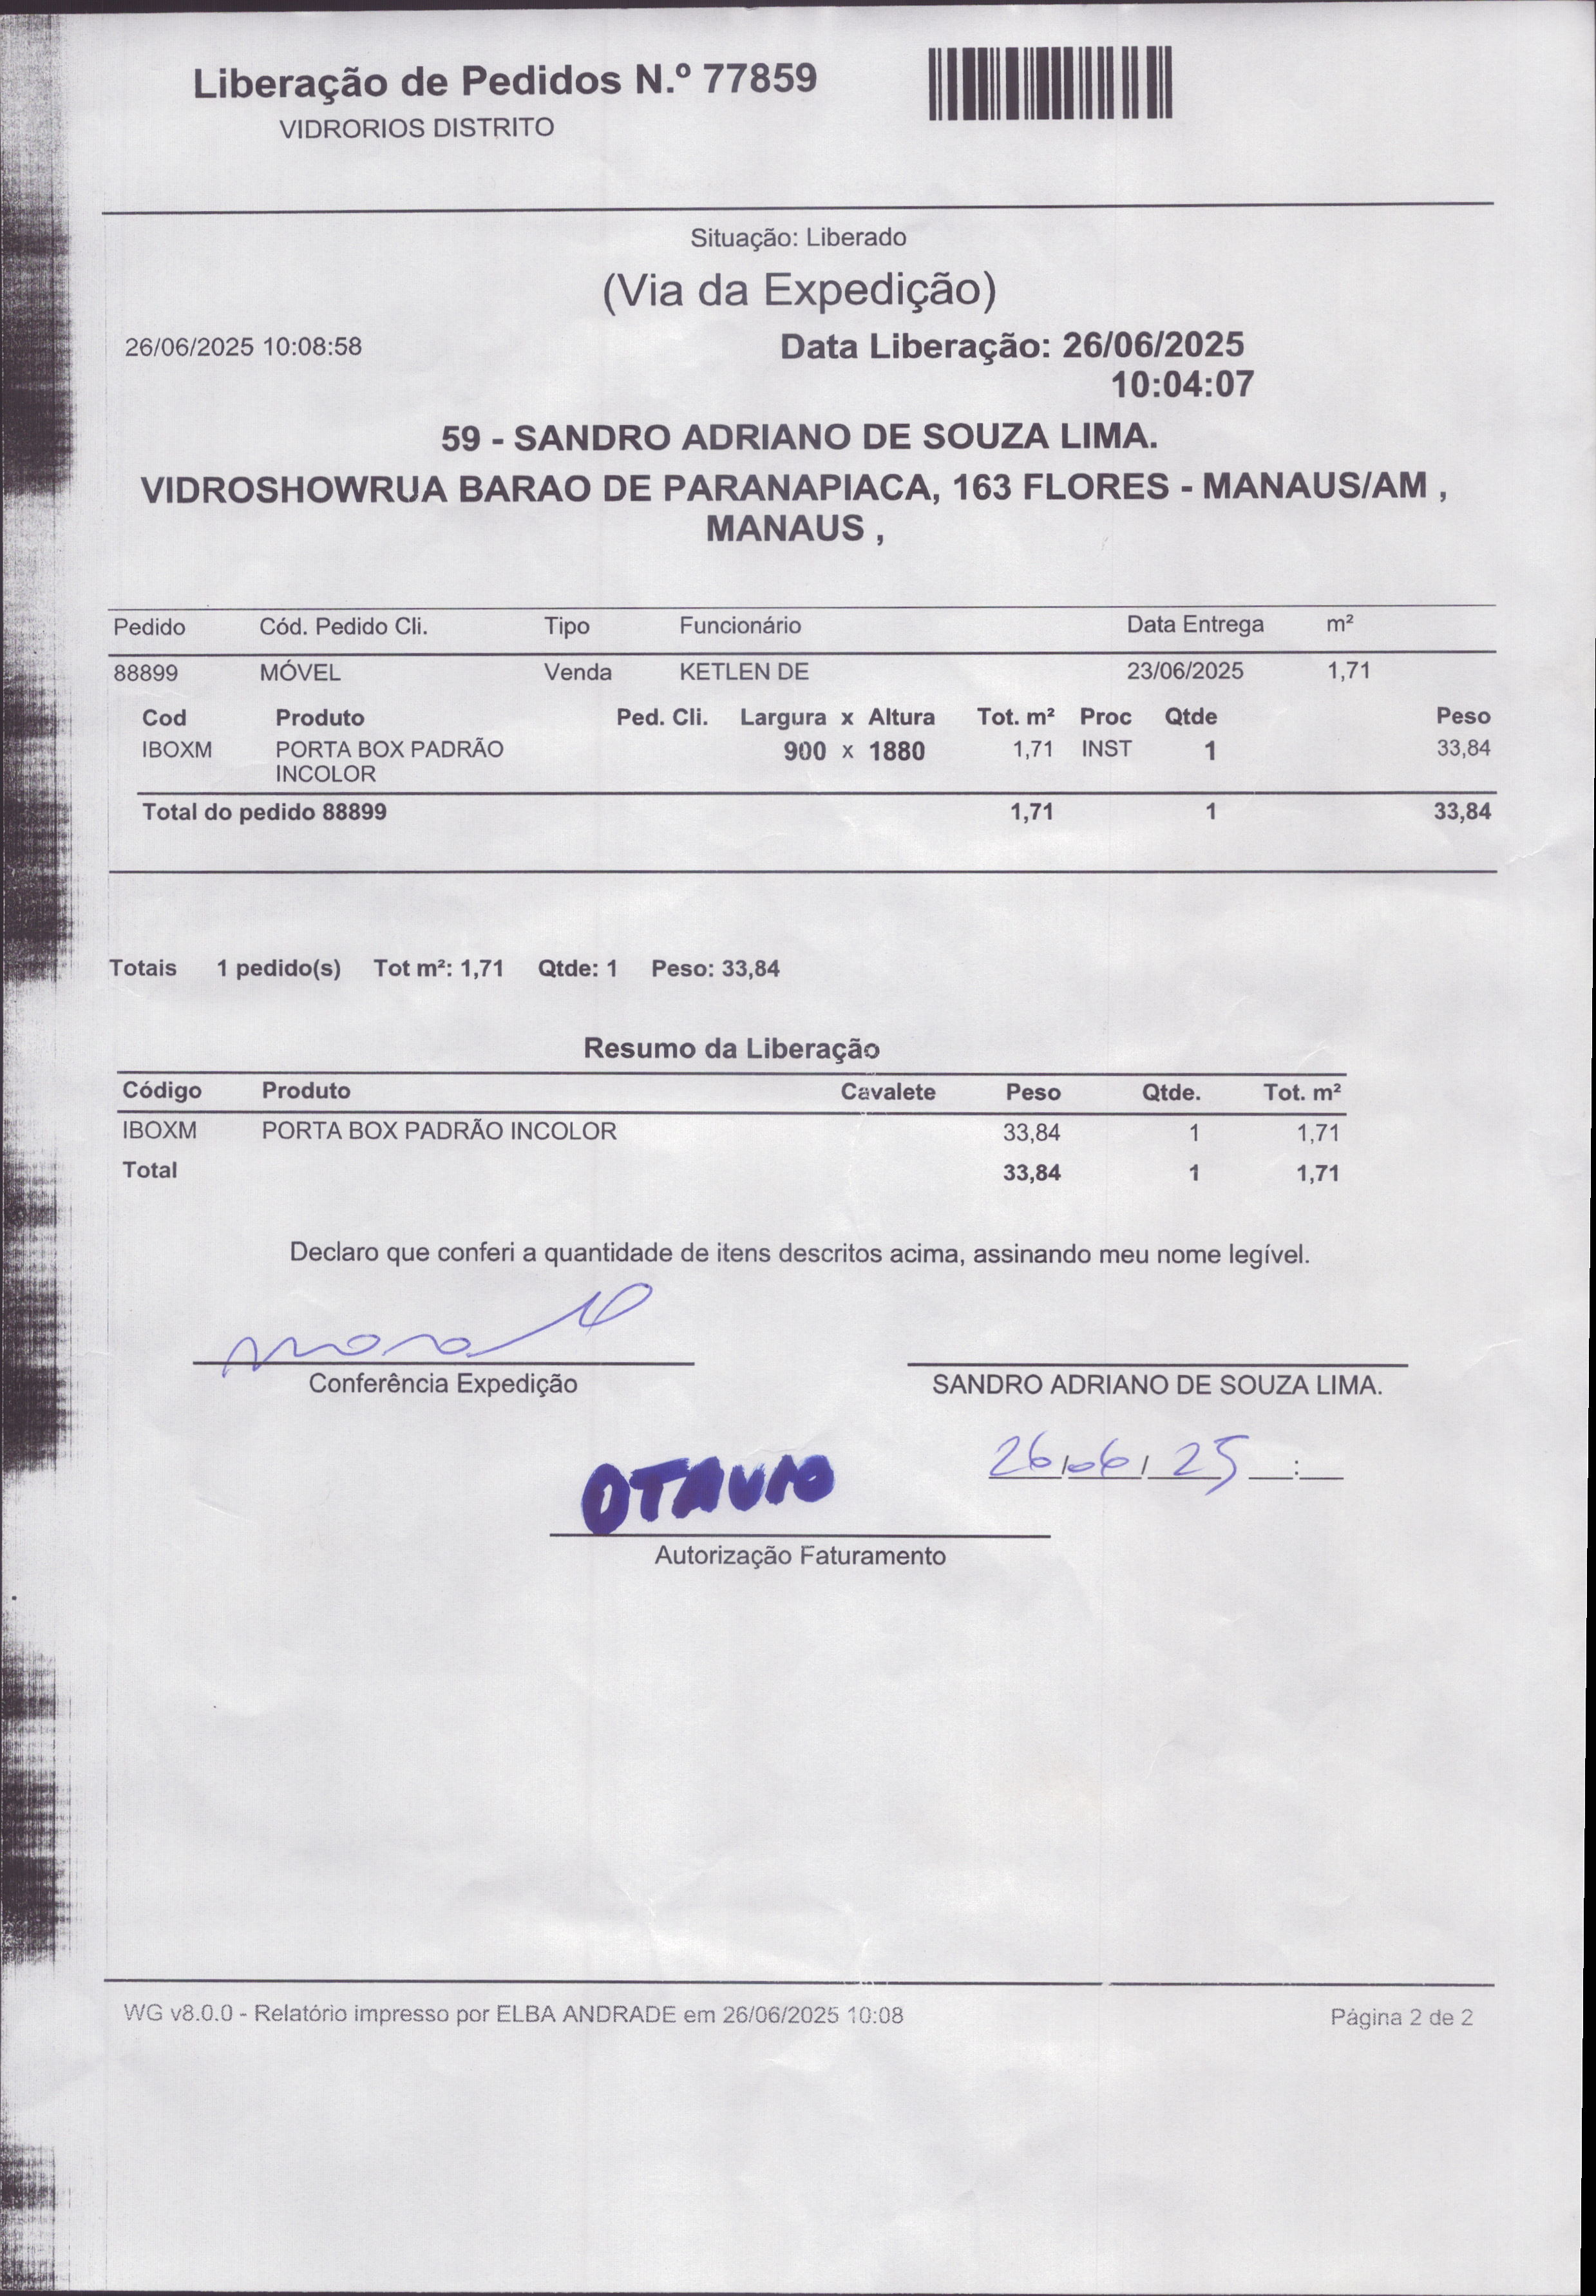 Liberação de Pedidos N.º 77859
VIDRORIOS DISTRITO
Situação: Liberado
(Via da Expedição)
26/06/2025 10:08:58 Data Liberação: 26/06/2025
10:04:07
59 - SANDRO ADRIANO DE SOUZA LIMA.
VIDROSHOWRUA BARAO DE PARANAPIACA, 163 FLORES - MANAUS/AM ,
MANAUS ,
Pedido Cód. Pedido Cli. Tipo Funcionário Data Entrega m²
88899 MÓVEL Venda KETLEN DE 23/06/2025 1,71
Cod Produto Ped. Cli. Largura x Altura Tot. m² Proc Qtde Peso
IBOXM PORTA BOX PADRÃO 900 x 1880 1,71 INST 1 33,84
INCOLOR
Total do pedido 88899 1,71 1 33,84
Totais 1 pedido(s) Tot m²: 1,71 Qtde: 1 Peso: 33,84
Resumo da Liberação
Código Produto Cavalete Peso Qtde. Tot. m²
IBOXM PORTA BOX PADRÃO INCOLOR 33,84 1 1,71
Total 33,84 1 1,71
Declaro que conferi a quantidade de itens descritos acima, assinando meu nome legível.
Conferência Expedição SANDRO ADRIANO DE SOUZA LIMA.
26/06/25 __:__
OTAVIO
Autorização Faturamento
WG v8.0.0 - Relatório impresso por ELBA ANDRADE em 26/06/2025 10:08 Página 2 de 2